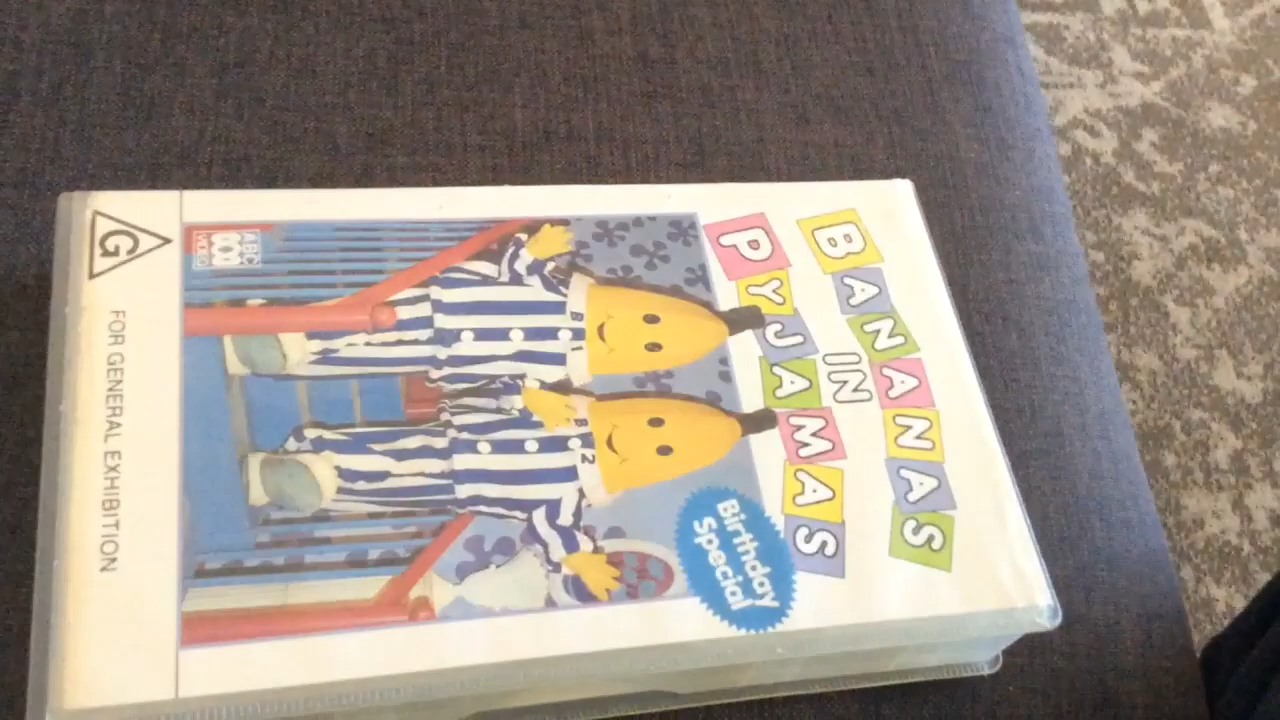 BANANAS
IN
PYJAMAS
Birthday
Special
B1
B2
ABC
VIDEO
G
FOR GENERAL EXHIBITION